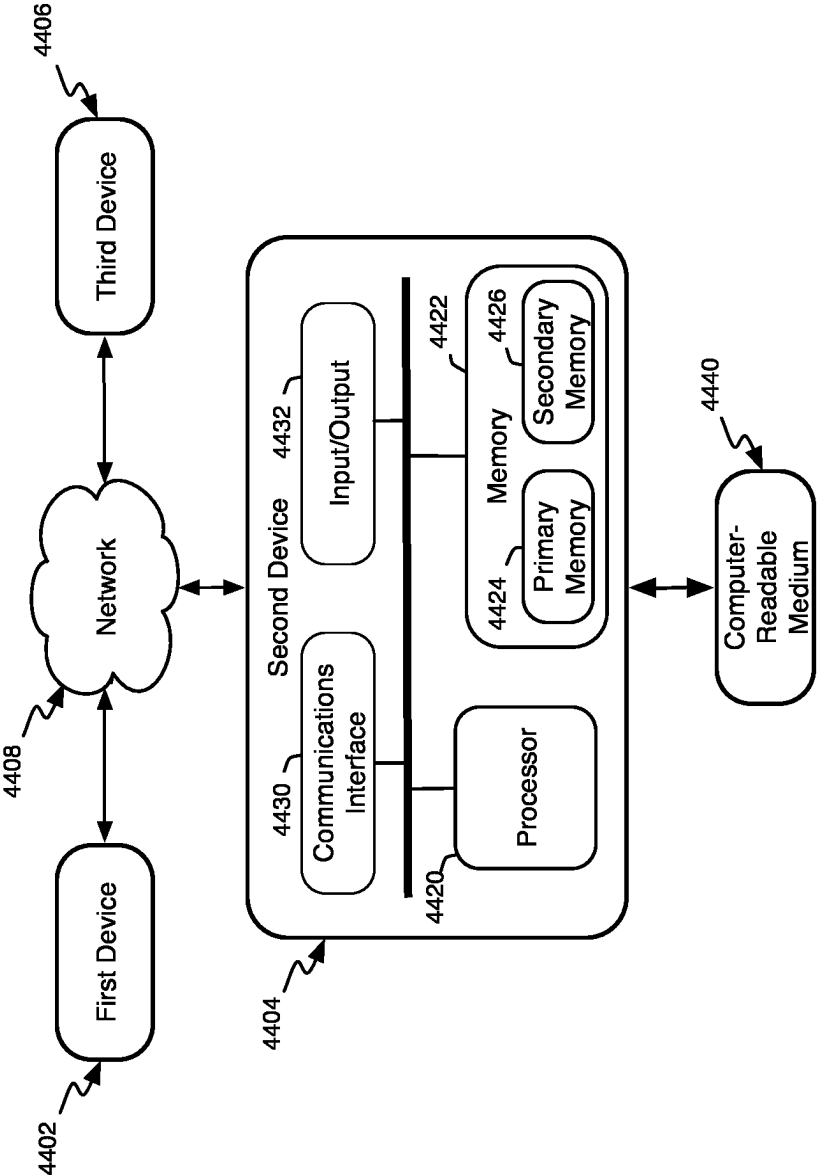 4402
First Device
4408
Network
4406
Third Device
4404
Second Device
4430
Communications
Interface
4432
Input/Output
4420
Processor
4422
Memory
4424
Primary
Memory
4426
Secondary
Memory
4440
Computer-
Readable
Medium